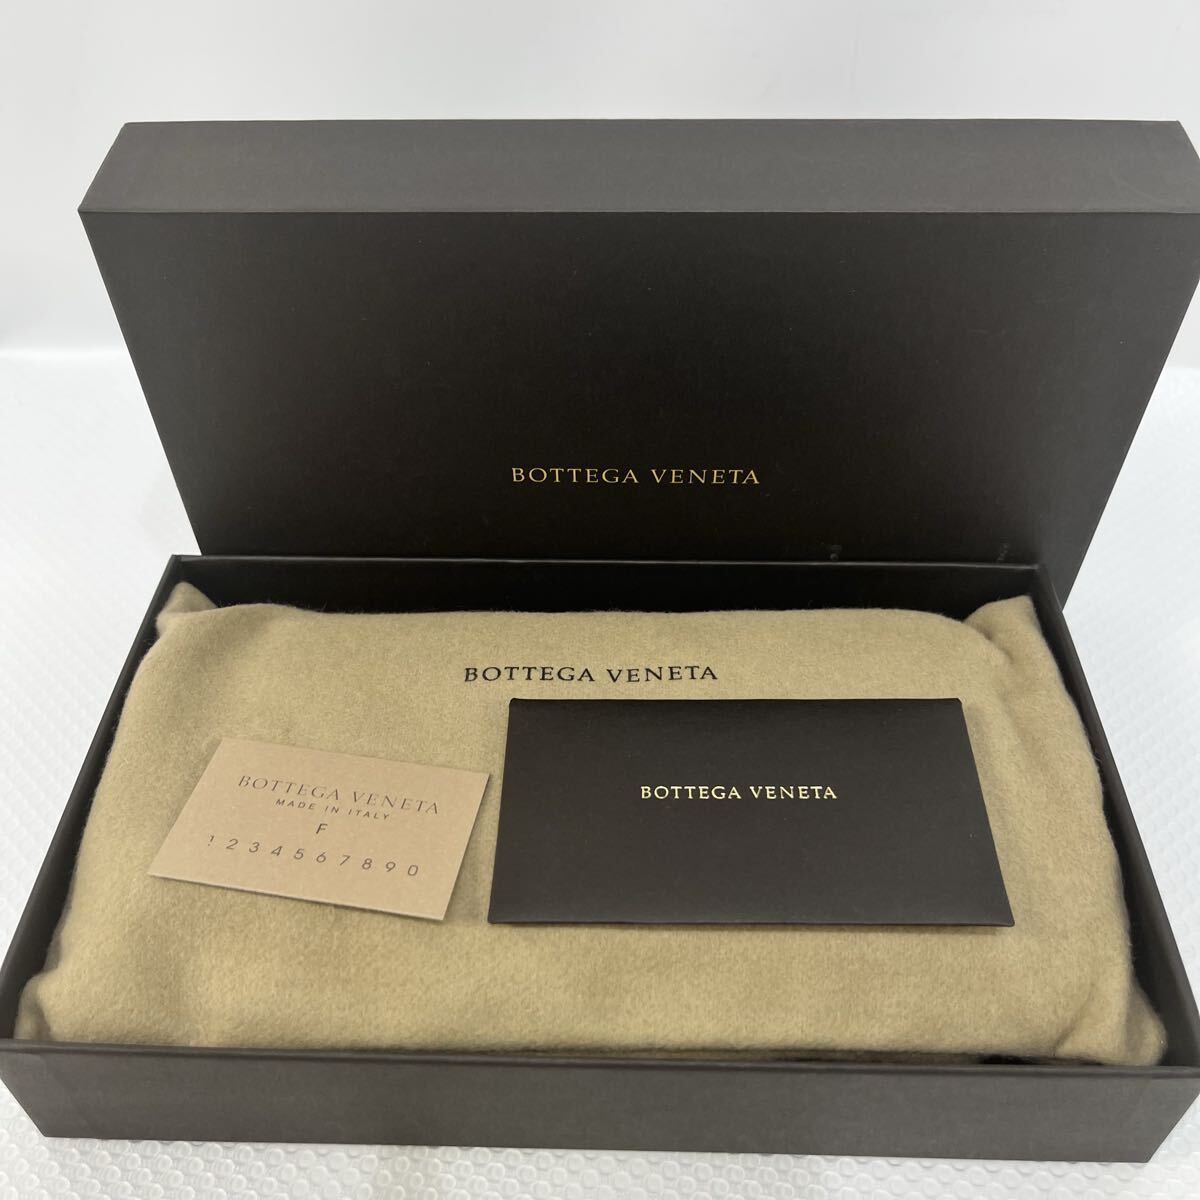 BOTTEGA VENETA
BOTTEGA VENETA
BOTTEGA VENETA
BOTTEGA VENETA
MADE IN ITALY
F
1 2 3 4 5 6 7 8 9 0